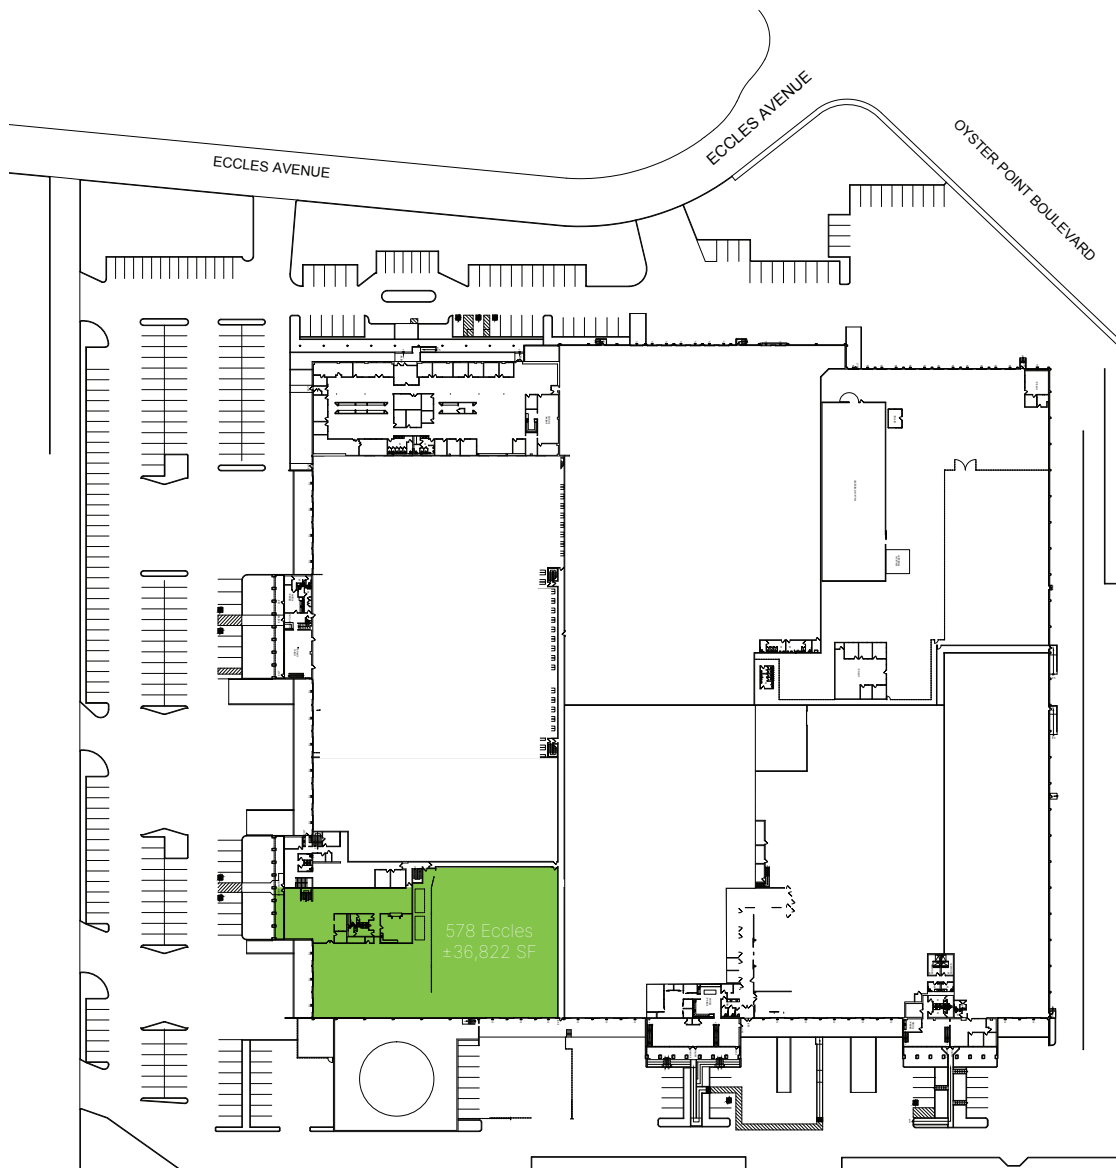 ECCLES AVENUE
OYSTER POINT BOULEVARD
ECCLES AVENUE
578 Eccles
±36,822 SF